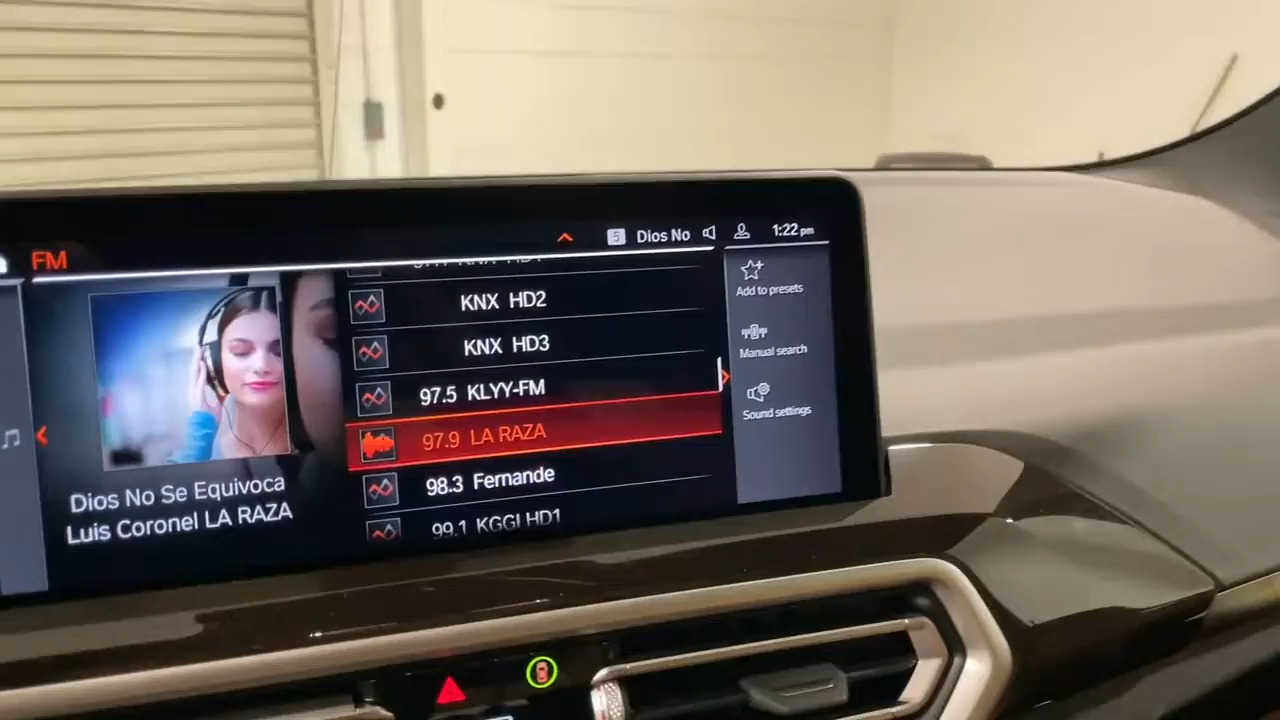 FM
5 Dios No 1:22 pm
KNX HD2
KNX HD3
97.5 KLYY-FM
97.9 LA RAZA
98.3 Fernande
99.1 KGGI HD1
Dios No Se Equivoca
Luis Coronel LA RAZA
Add to presets
Manual search
Sound settings